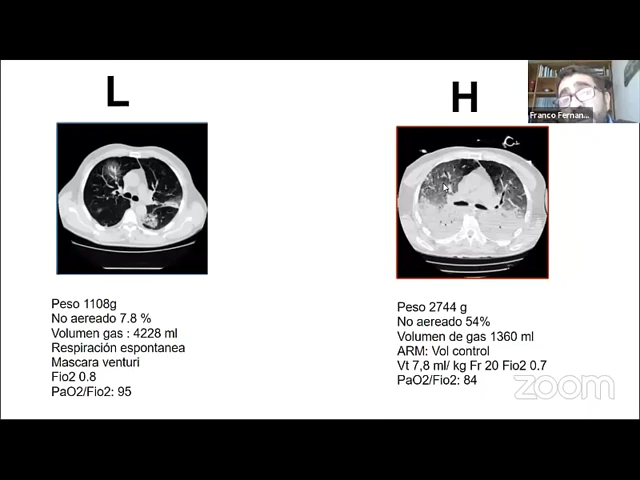 L
H
Franco Fernan...
Peso 1108g
No aereado 7.8 %
Volumen gas : 4228 ml
Respiración espontanea
Mascara venturi
Fio2 0.8
PaO2/Fio2: 95
Peso 2744 g
No aereado 54%
Volumen de gas 1360 ml
ARM: Vol control
Vt 7,8 ml/ kg Fr 20 Fio2 0.7
PaO2/Fio2: 84
zoom